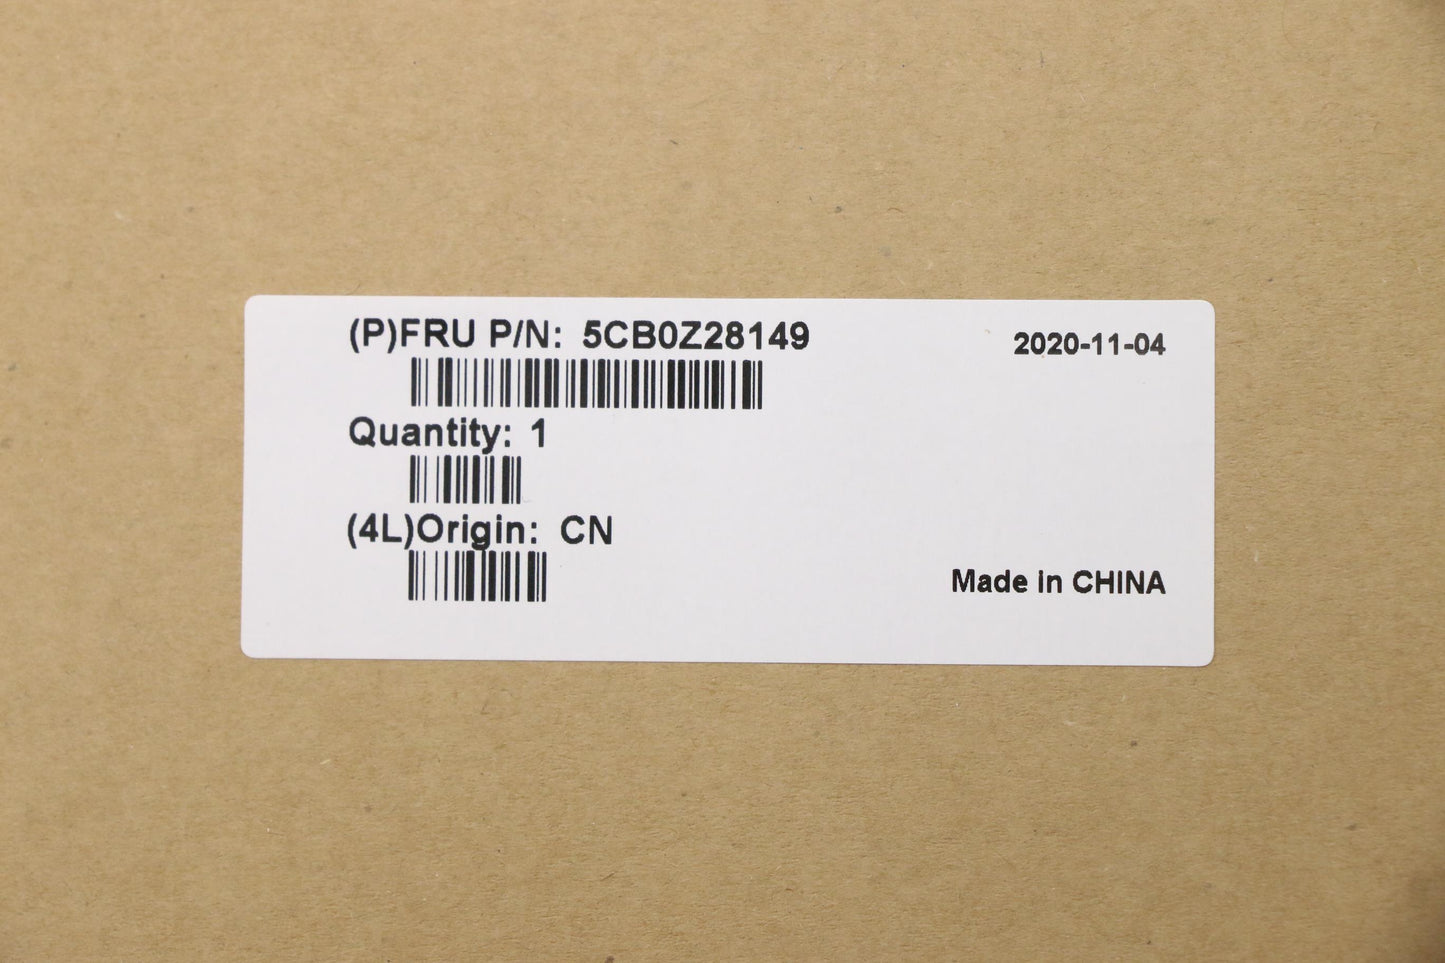 (P)FRU P/N: 5CB0Z28149
2020-11-04
Quantity: 1
(4L)Origin: CN
Made in CHINA